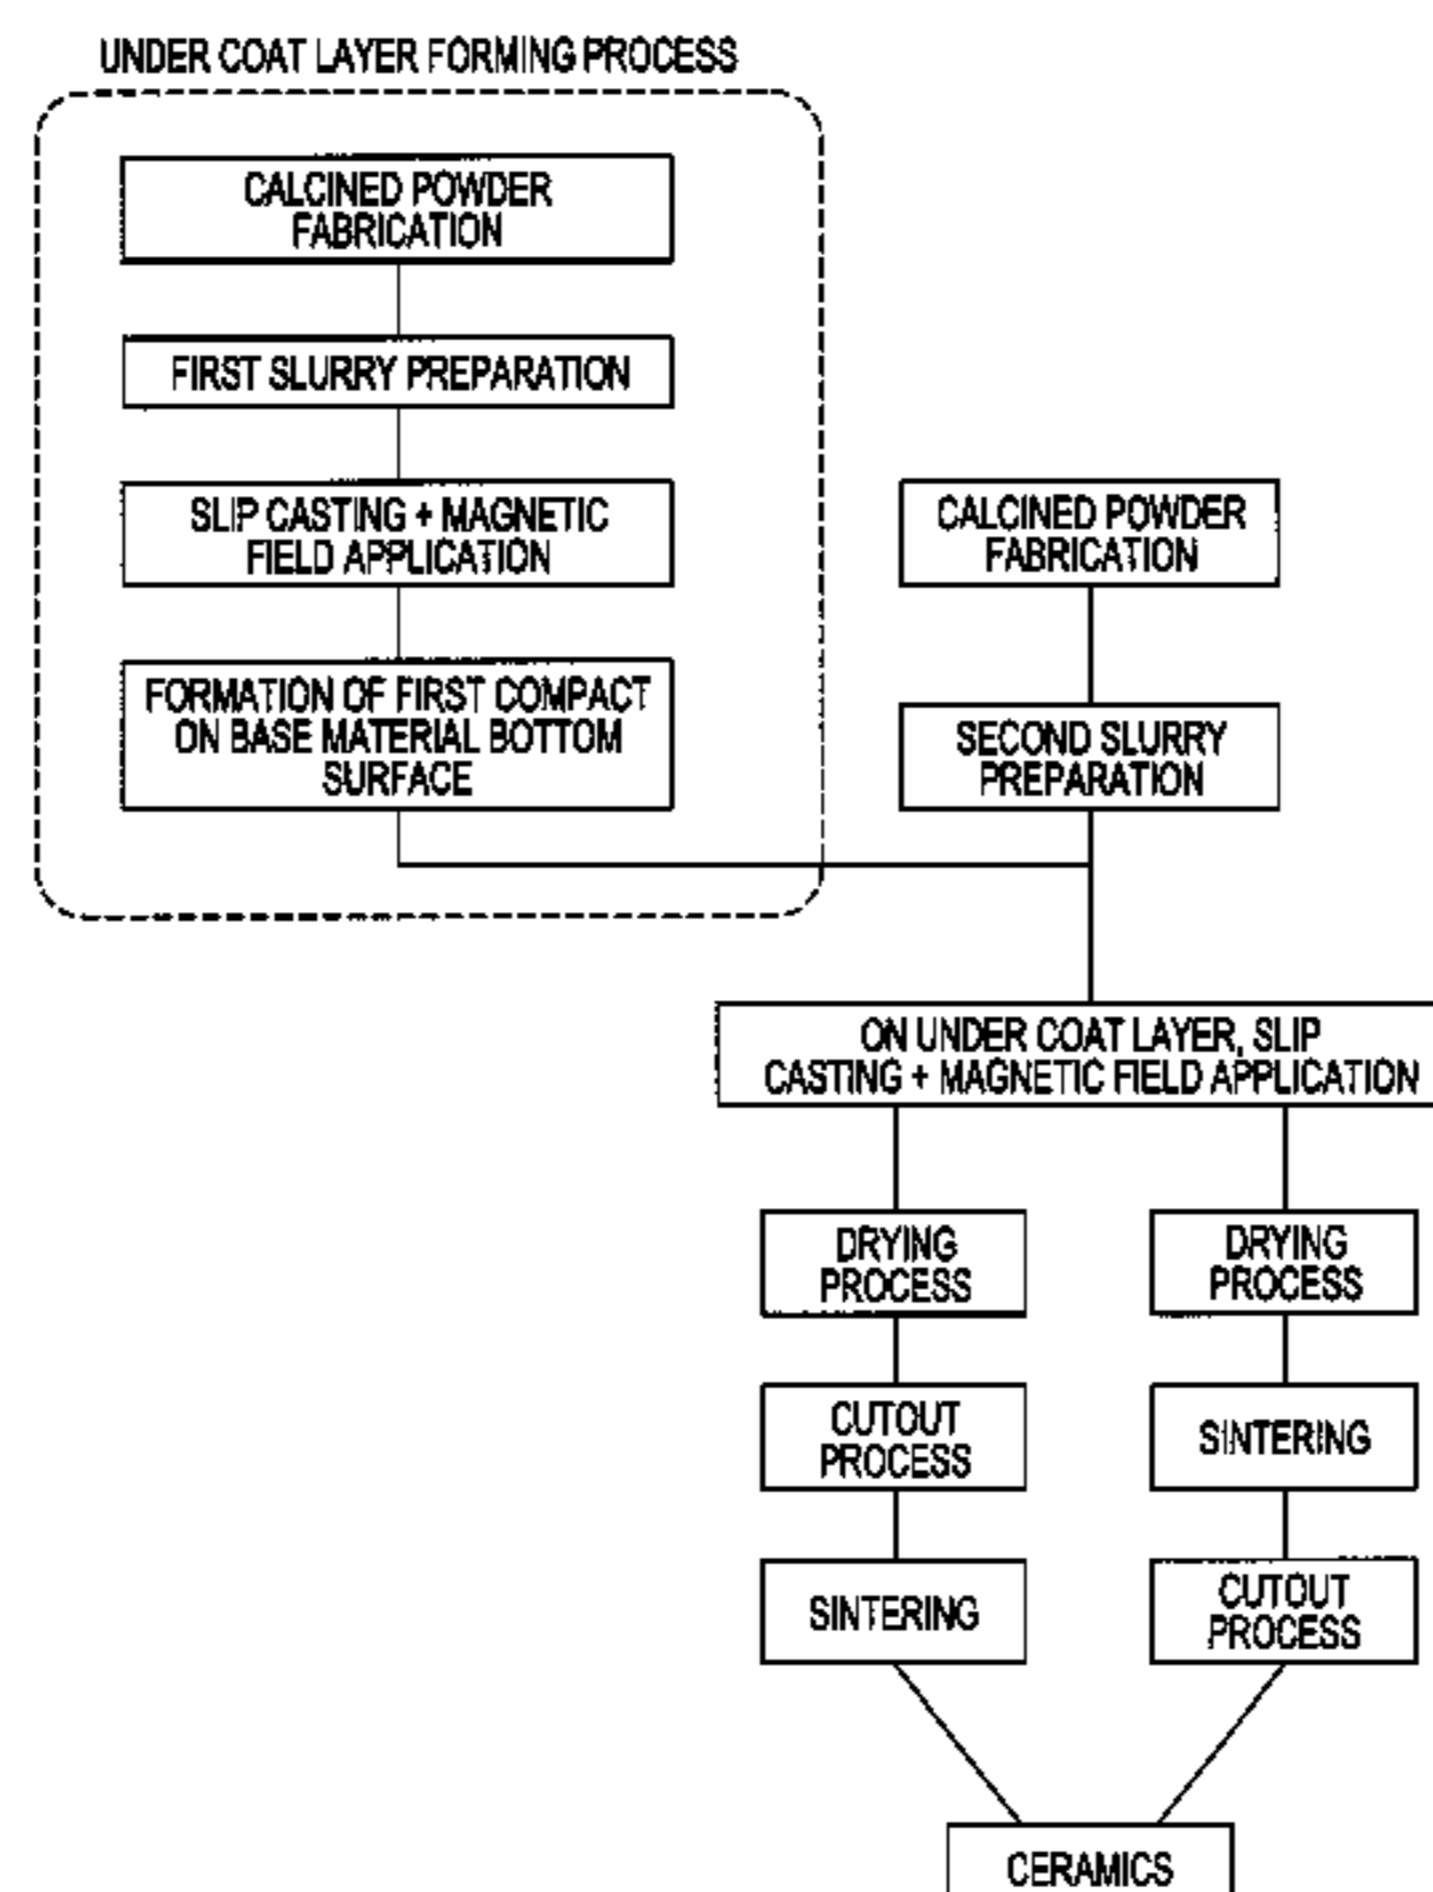 UNDER COAT LAYER FORMING PROCESS
CALCINED POWDER
FABRICATION
FIRST SLURRY PREPARATION
SLIP CASTING + MAGNETIC
FIELD APPLICATION
FORMATION OF FIRST COMPACT
ON BASE MATERIAL BOTTOM
SURFACE
CALCINED POWDER
FABRICATION
SECOND SLURRY
PREPARATION
ON UNDER COAT LAYER, SLIP
CASTING + MAGNETIC FIELD APPLICATION
DRYING
PROCESS
CUTOUT
PROCESS
SINTERING
DRYING
PROCESS
SINTERING
CUTOUT
PROCESS
CERAMICS